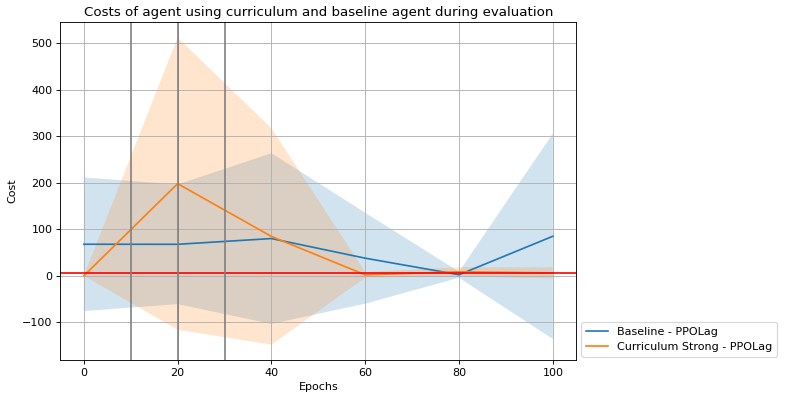 Costs of agent using curriculum and baseline agent during evaluation
500
400
300
200
100
0
−100
Cost
0 20 40 60 80 100
Epochs
Baseline - PPOLag
Curriculum Strong - PPOLag